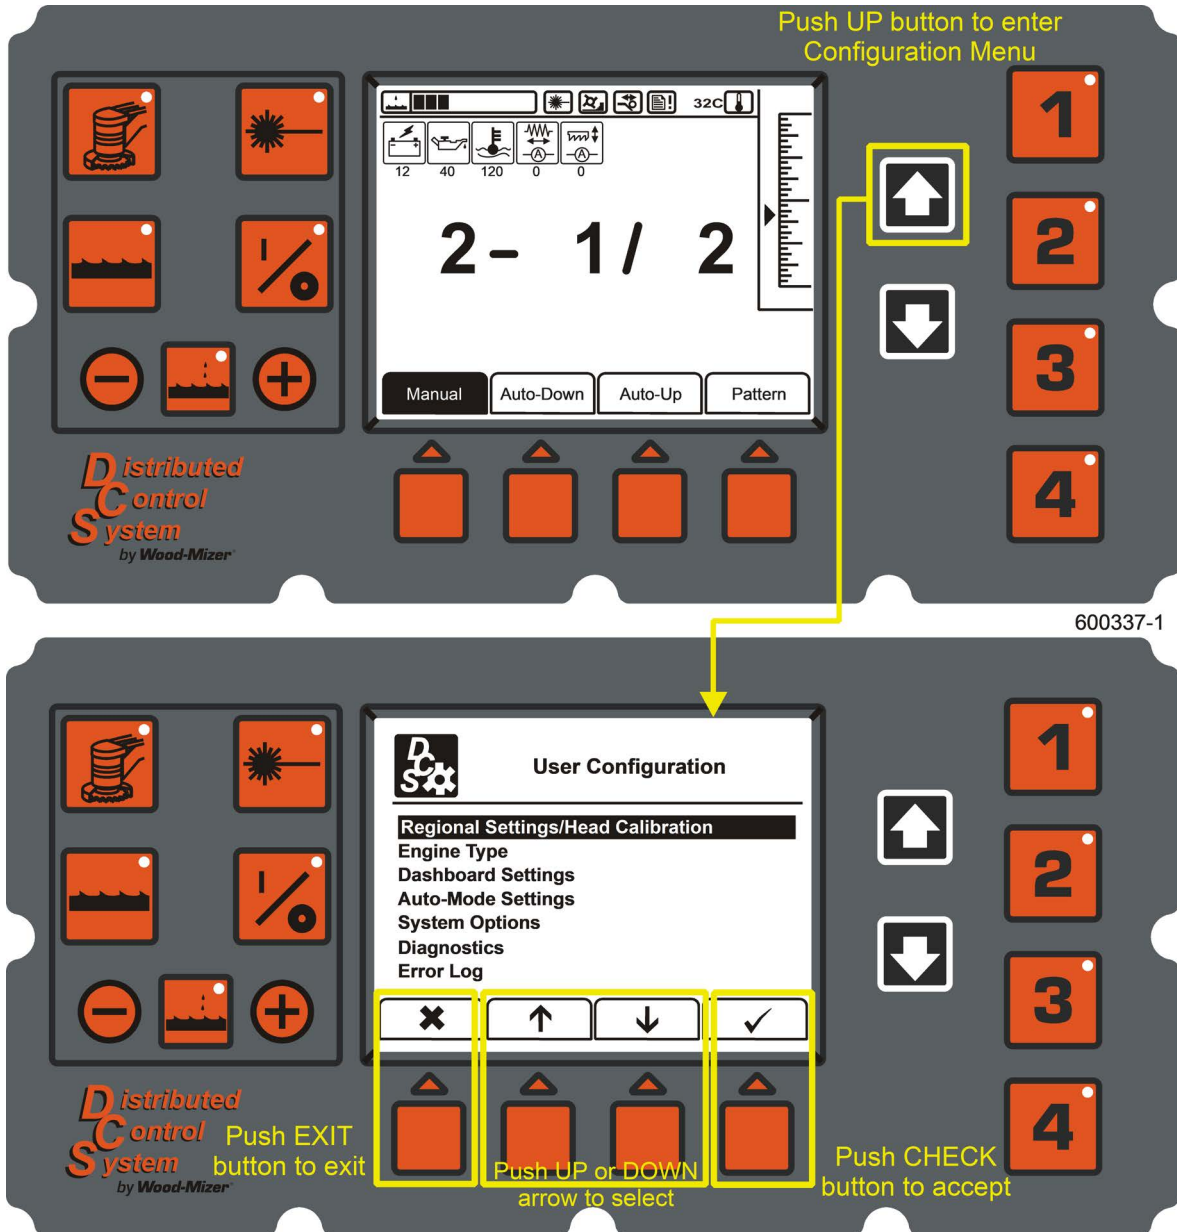 Push UP button to enter
Configuration Menu
1
32C
12 40 120 0 0
2
2- 1/ 2
3
Manual Auto-Down Auto-Up Pattern
4
Distributed
Control
System
by Wood-Mizer
600337-1
1
User Configuration
DCS
Regional Settings/Head Calibration
Engine Type
Dashboard Settings
2
Auto-Mode Settings
System Options
Diagnostics
Error Log
3
Distributed
Control
System
by Wood-Mizer
4
Push EXIT
button to exit
Push UP or DOWN
arrow to select
Push CHECK
button to accept